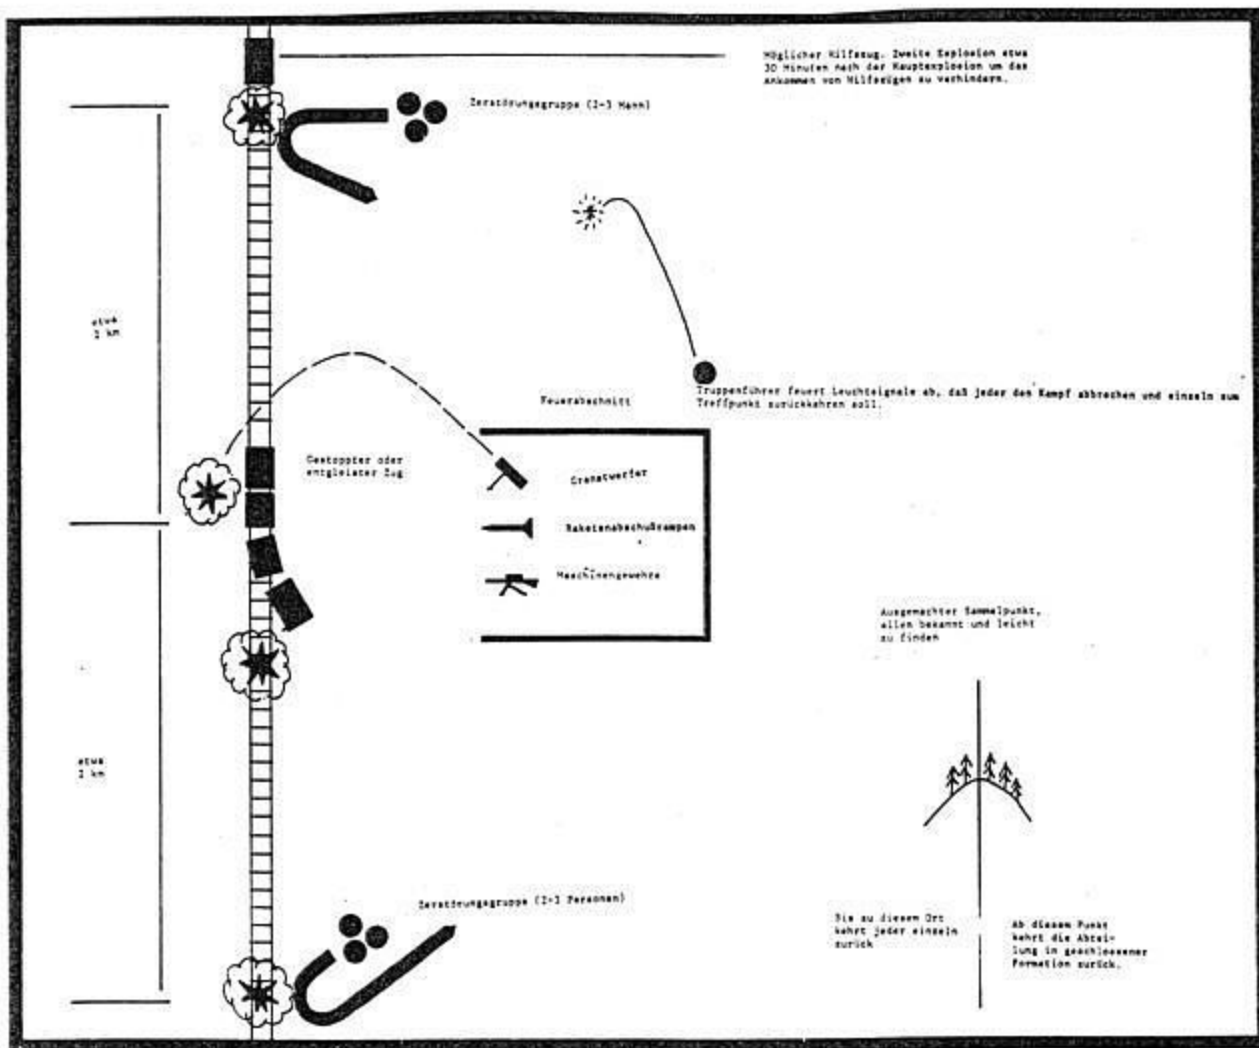 Möglicher Hilfszug. Zweite Explosion etwa
30 Minuten nach der Hauptexplosion um das
Ankommen von Hilfszügen zu verhindern.
Zerstörungsgruppe (2-3 Mann)
etwa
2 km
Truppenführer feuert Leuchtsignale ab, daß jeder den Kampf abbrechen und einzeln zum
Treffpunkt zurückkehren soll.
Feuerabschnitt
Gestoppter oder
entgleister Zug
Granatwerfer
Raketenabschußrampen
Maschinengewehre
Ausgemachter Sammelpunkt,
allen bekannt und leicht
zu finden
etwa
2 km
Zerstörungsgruppe (2-3 Personen)
Bis zu diesem Ort
kehrt jeder einzeln
zurück
Ab diesem Punkt
kehrt die Abtei-
lung in geschlossener
Formation zurück.